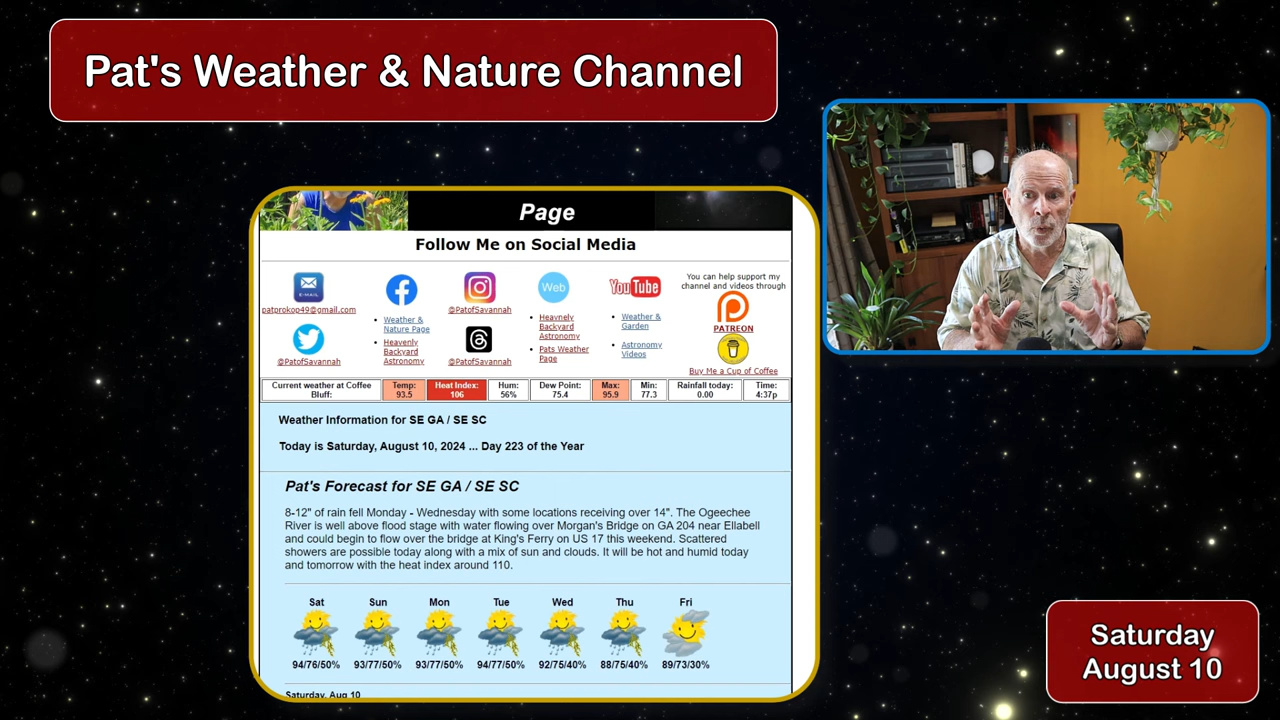 Pat's Weather & Nature Channel
Page
Follow Me on Social Media
E-MAIL
patprokop49@gmail.com
@PatofSavannah
Weather &
Nature Page
Heavenly
Backyard
Astronomy
@PatofSavannah
@PatofSavannah
Web
Heavnely
Backyard
Astronomy
Pats Weather
Page
YouTube
Weather &
Garden
Astronomy
Videos
You can help support my
channel and videos through
PATREON
Buy Me a Cup of Coffee
Current weather at Coffee
Bluff:
Temp:
93.5
Heat Index:
106
Hum:
56%
Dew Point:
75.4
Max:
95.9
Min:
77.3
Rainfall today:
0.00
Time:
4:37p
Weather Information for SE GA / SE SC
Today is Saturday, August 10, 2024 ... Day 223 of the Year
Pat's Forecast for SE GA / SE SC
8-12" of rain fell Monday - Wednesday with some locations receiving over 14". The Ogeechee
River is well above flood stage with water flowing over Morgan's Bridge on GA 204 near Ellabell
and could begin to flow over the bridge at King's Ferry on US 17 this weekend. Scattered
showers are possible today along with a mix of sun and clouds. It will be hot and humid today
and tomorrow with the heat index around 110.
Sat Sun Mon Tue Wed Thu Fri
94/76/50% 93/77/50% 93/77/50% 94/77/50% 92/75/40% 88/75/40% 89/73/30%
Saturday, Aug 10
Saturday
August 10